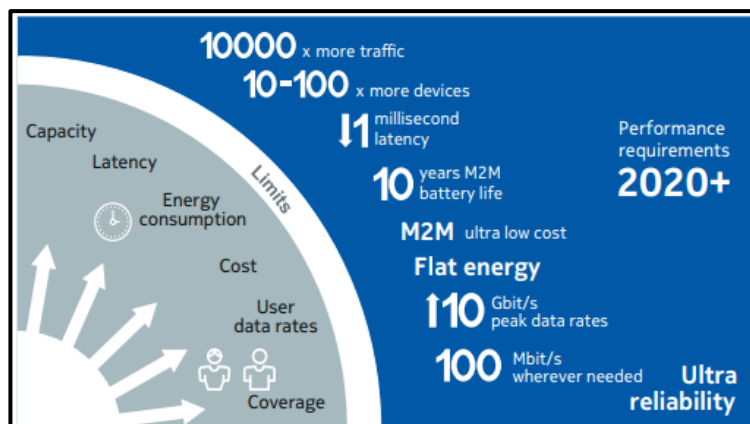 10000 x more traffic
10-100 x more devices
1 millisecond
latency
10 years M2M
battery life
M2M ultra low cost
Flat energy
10 Gbit/s
peak data rates
100 Mbit/s
wherever needed
Ultra
reliability
Performance
requirements
2020+
Limits
Capacity
Latency
Energy
consumption
Cost
User
data rates
Coverage